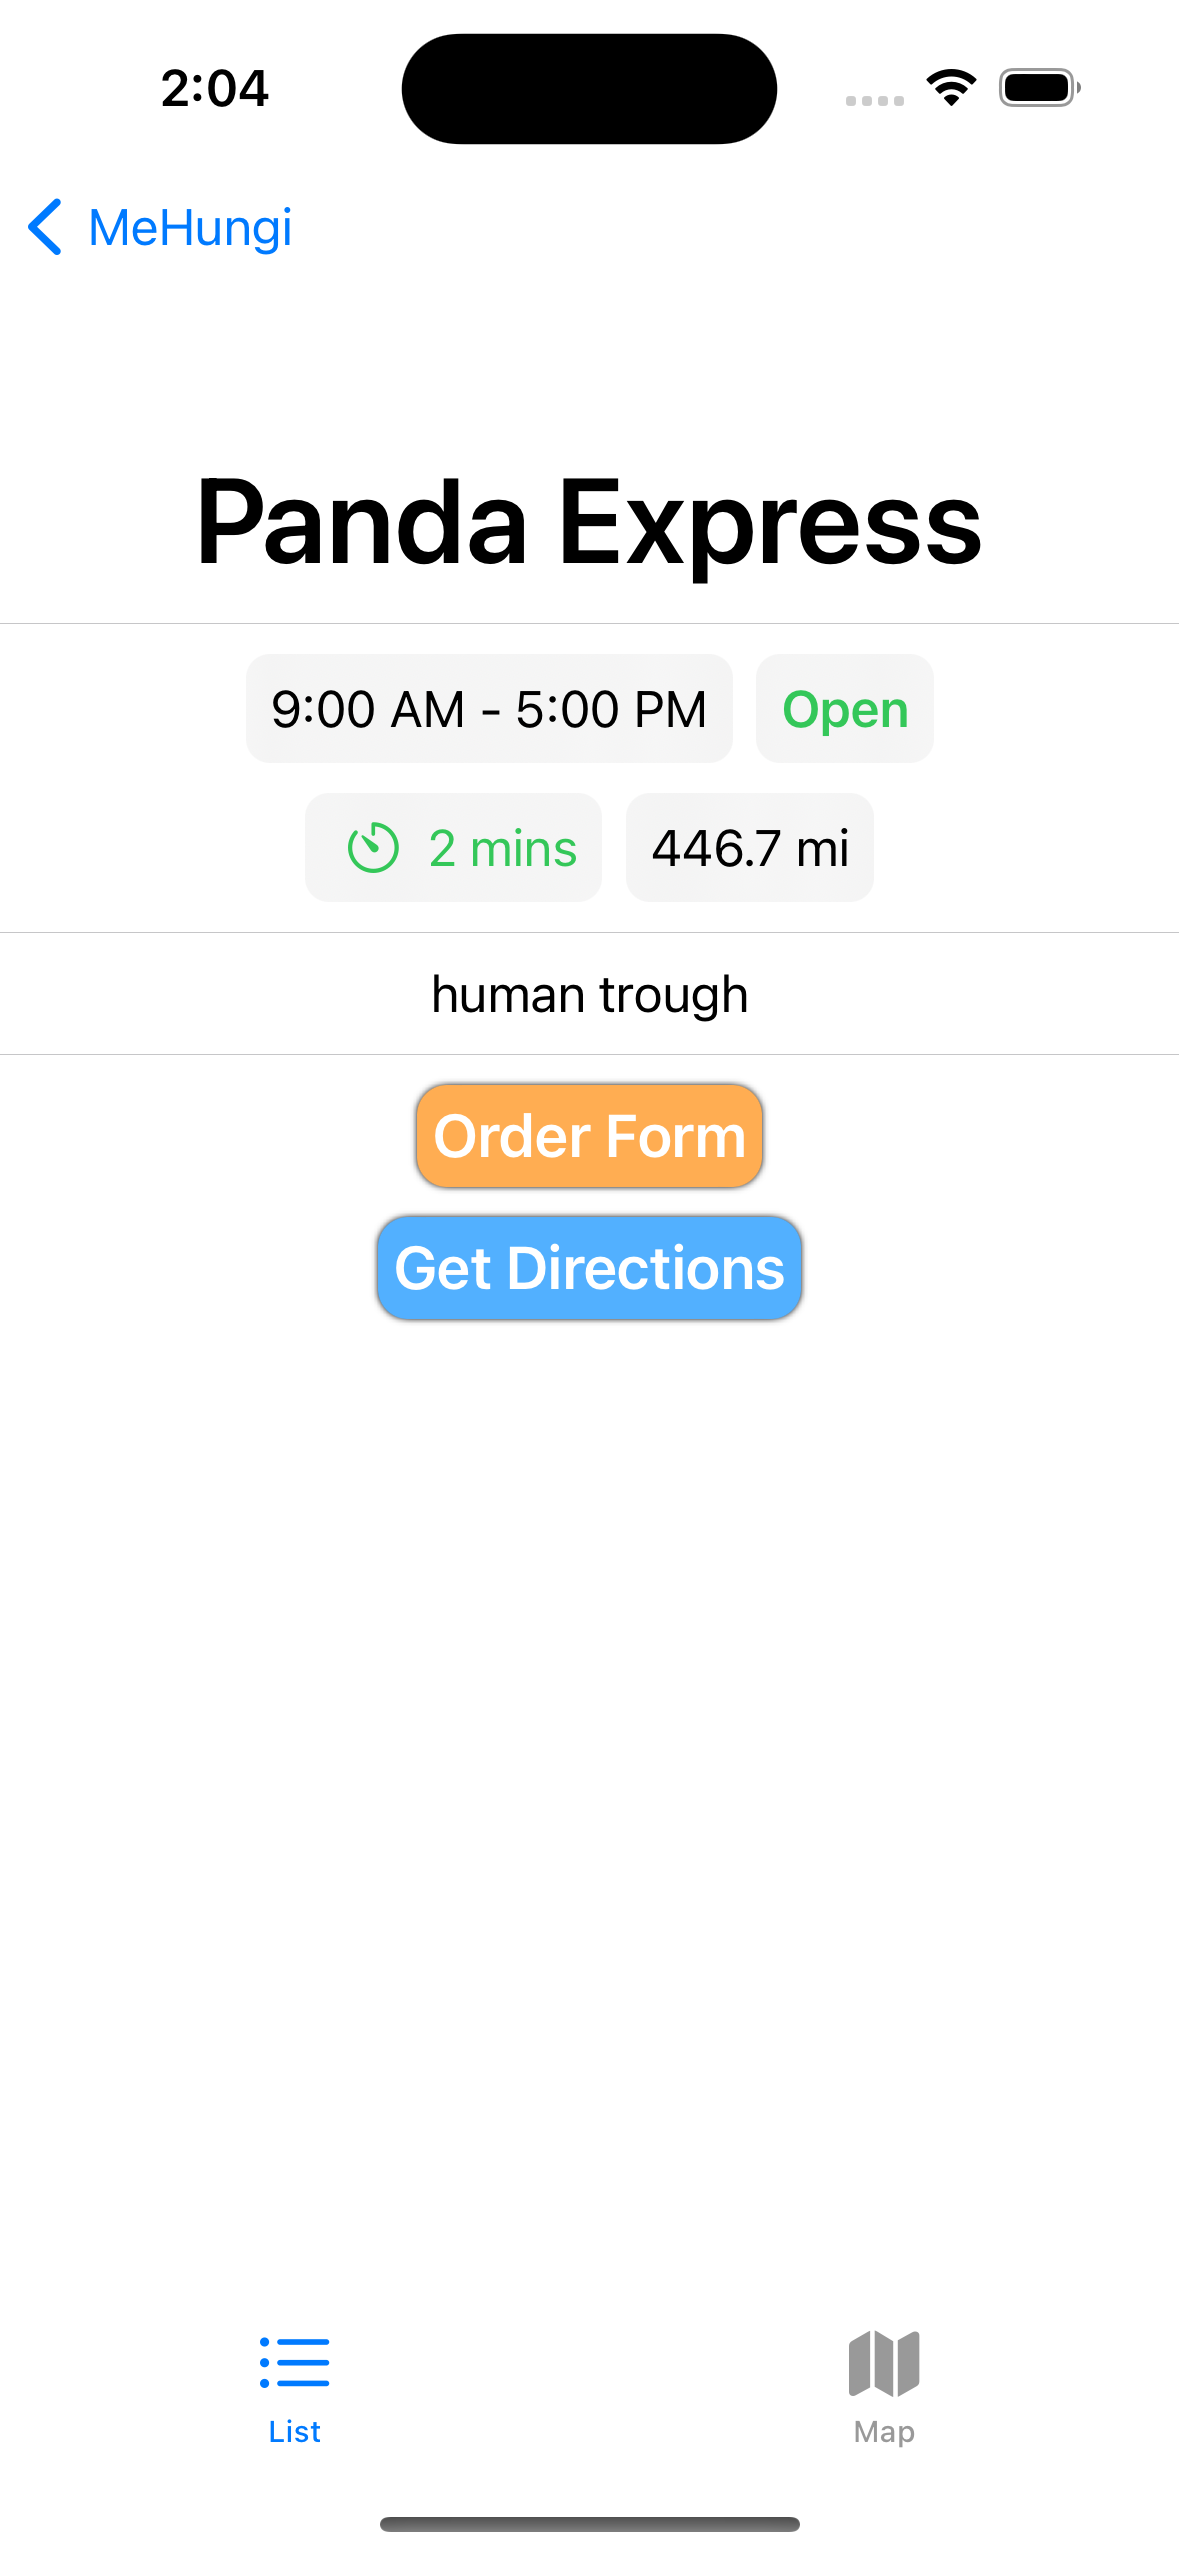 2:04
MeHungi
Panda Express
9:00 AM - 5:00 PM Open
2 mins 446.7 mi
human trough
Order Form
Get Directions
List Map